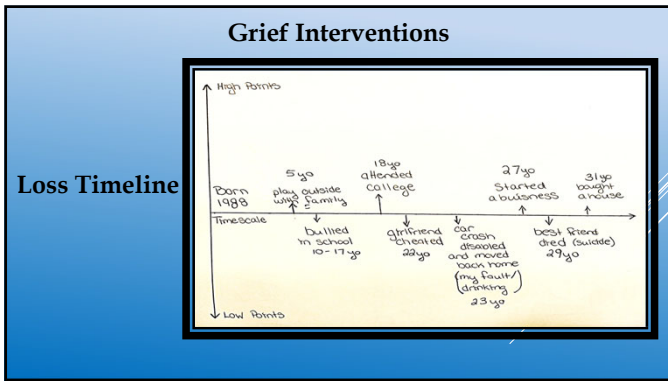 Grief Interventions
Loss Timeline
High Points
Born
1988
5 yo
play outside
with family
18 yo
attended
college
27 yo
started
a business
31 yo
bought
a house
Timescale
bullied
in school
10-17 yo
girlfriend
cheated
22 yo
car
crash
disabled
and moved
back home
(my fault/
drinking)
23 yo
best friend
died (suicide)
29 yo
Low Points